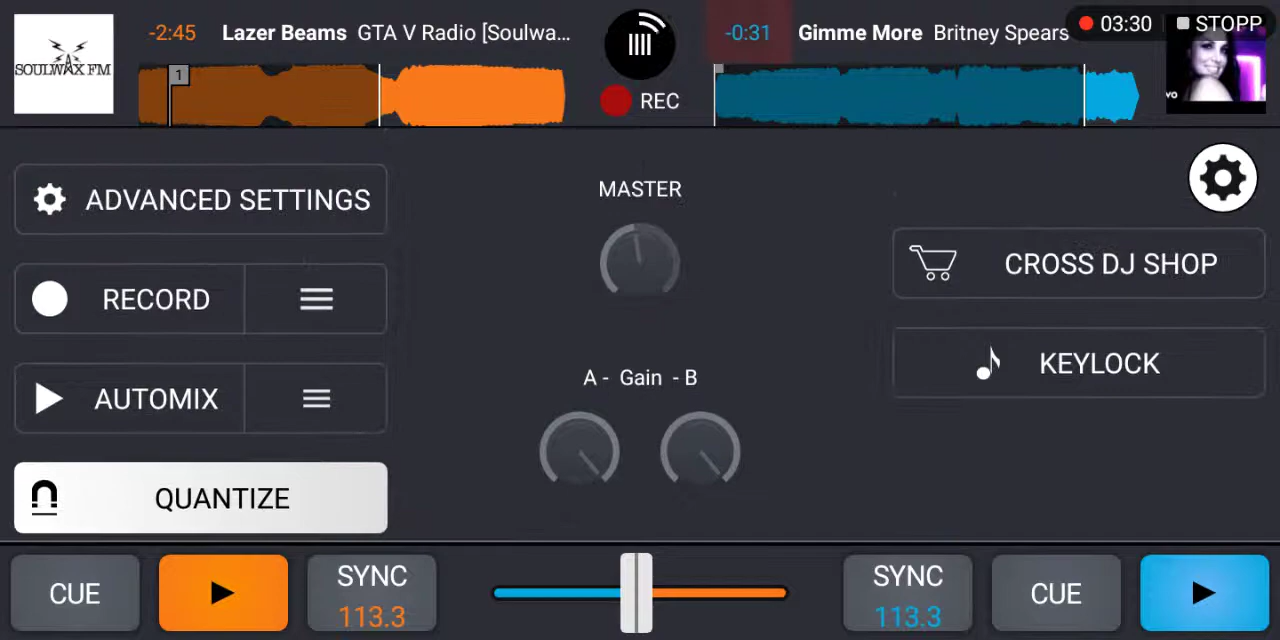 -2:45 Lazer Beams GTA V Radio [Soulwa...
-0:31 Gimme More Britney Spears
03:30 STOPP
SOULWAX FM
1
REC
vo
ADVANCED SETTINGS
MASTER
RECORD
CROSS DJ SHOP
AUTOMIX
A - Gain - B
KEYLOCK
QUANTIZE
CUE
SYNC
113.3
SYNC
113.3
CUE